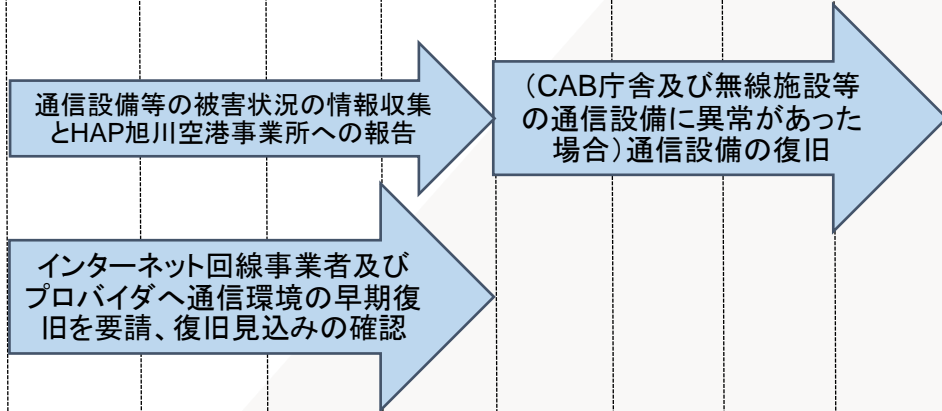 通信設備等の被害状況の情報収集
とHAP旭川空港事業所への報告
（CAB庁舎及び無線施設等
の通信設備に異常があった
場合）通信設備の復旧
インターネット回線事業者及び
プロバイダへ通信環境の早期復
旧を要請、復旧見込みの確認